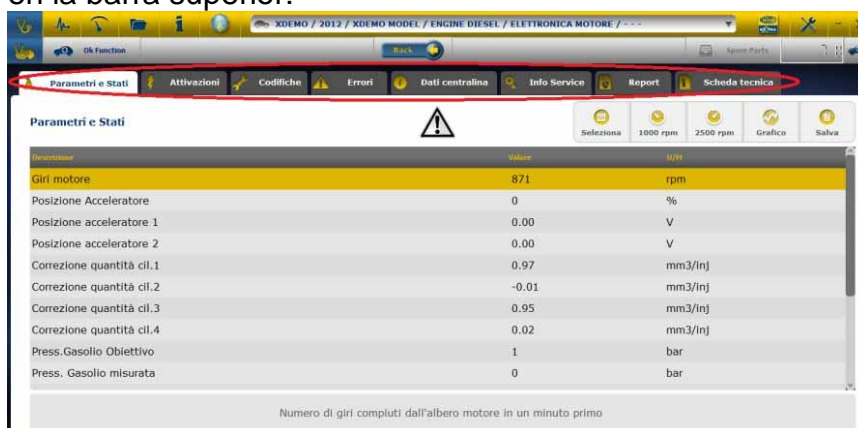 en la barra superior.
XDEMO / 2012 / XDEMO MODEL / ENGINE DIESEL / ELETTRONICA MOTORE / - - -
Ok Function Back Spare Parts
Parametri e Stati Attivazioni Codifiche Errori Dati centralina Info Service Report Scheda tecnica
Parametri e Stati Seleziona 1000 rpm 2500 rpm Grafico Salva
Descrizione Valore U/M
Giri motore 871 rpm
Posizione Acceleratore 0 %
Posizione acceleratore 1 0.00 V
Posizione acceleratore 2 0.00 V
Correzione quantità cil.1 0.97 mm3/inj
Correzione quantità cil.2 -0.01 mm3/inj
Correzione quantità cil.3 0.95 mm3/inj
Correzione quantità cil.4 0.02 mm3/inj
Press.Gasolio Obiettivo 1 bar
Press. Gasolio misurata 0 bar
Numero di giri compiuti dall'albero motore in un minuto primo